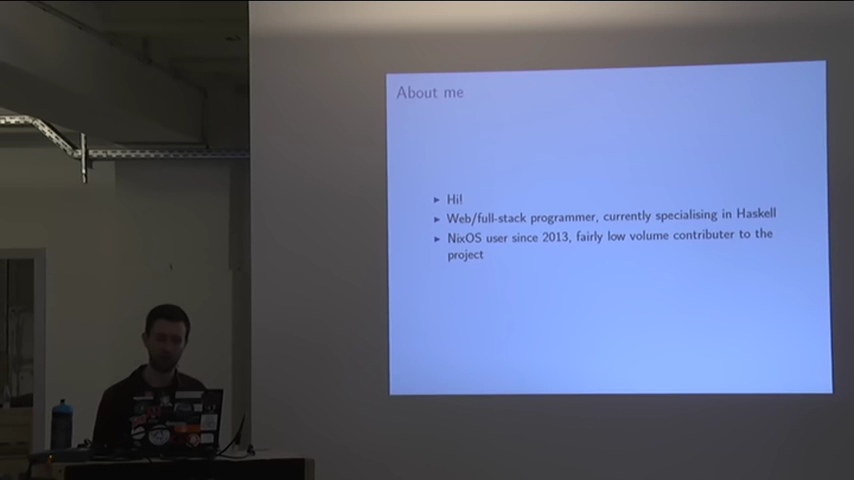 About me
Hi!
Web/full-stack programmer, currently specialising in Haskell
NixOS user since 2013, fairly low volume contributer to the
project